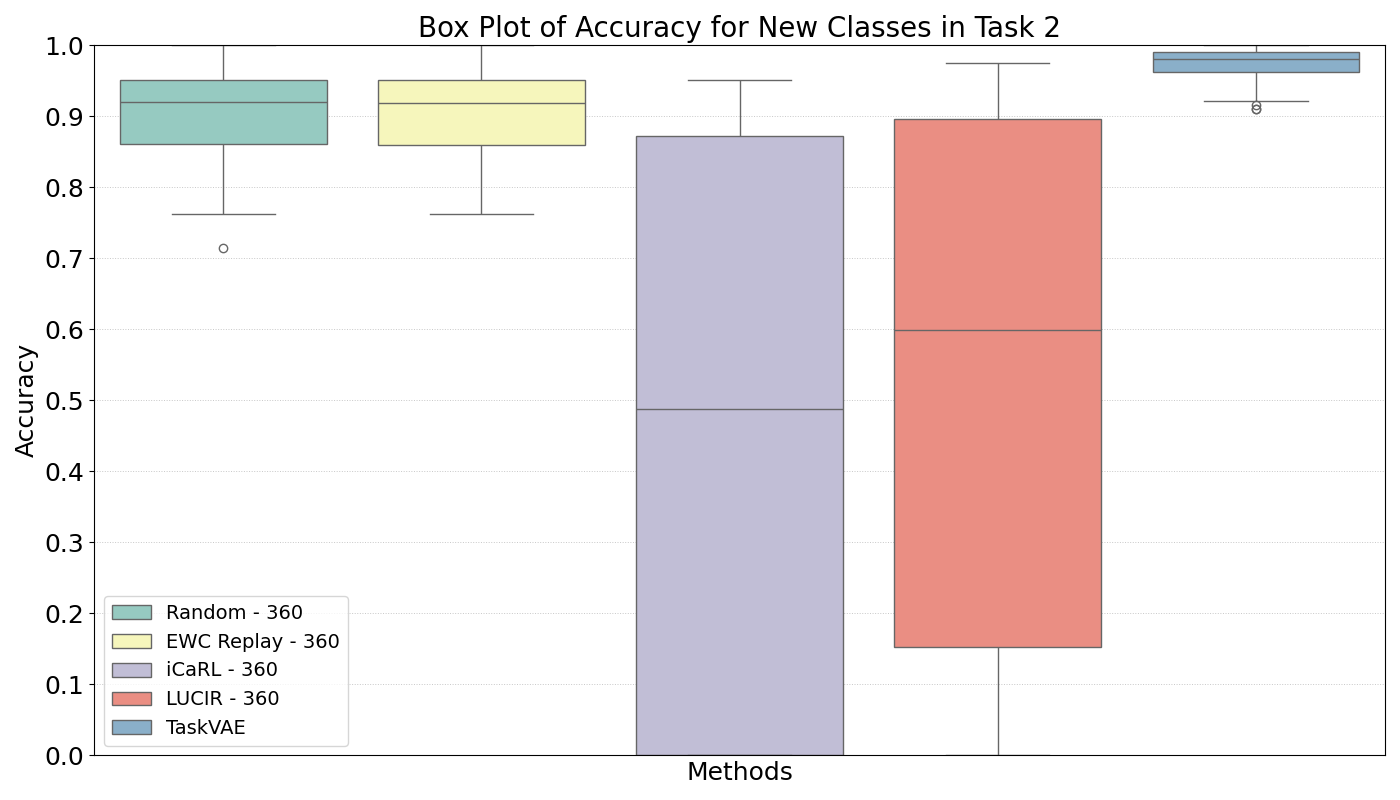 Box Plot of Accuracy for New Classes in Task 2
1.0
0.9
0.8
0.7
0.6
0.5
0.4
0.3
0.2
0.1
0.0
Accuracy
Random - 360
EWC Replay - 360
iCaRL - 360
LUCIR - 360
TaskVAE
Methods